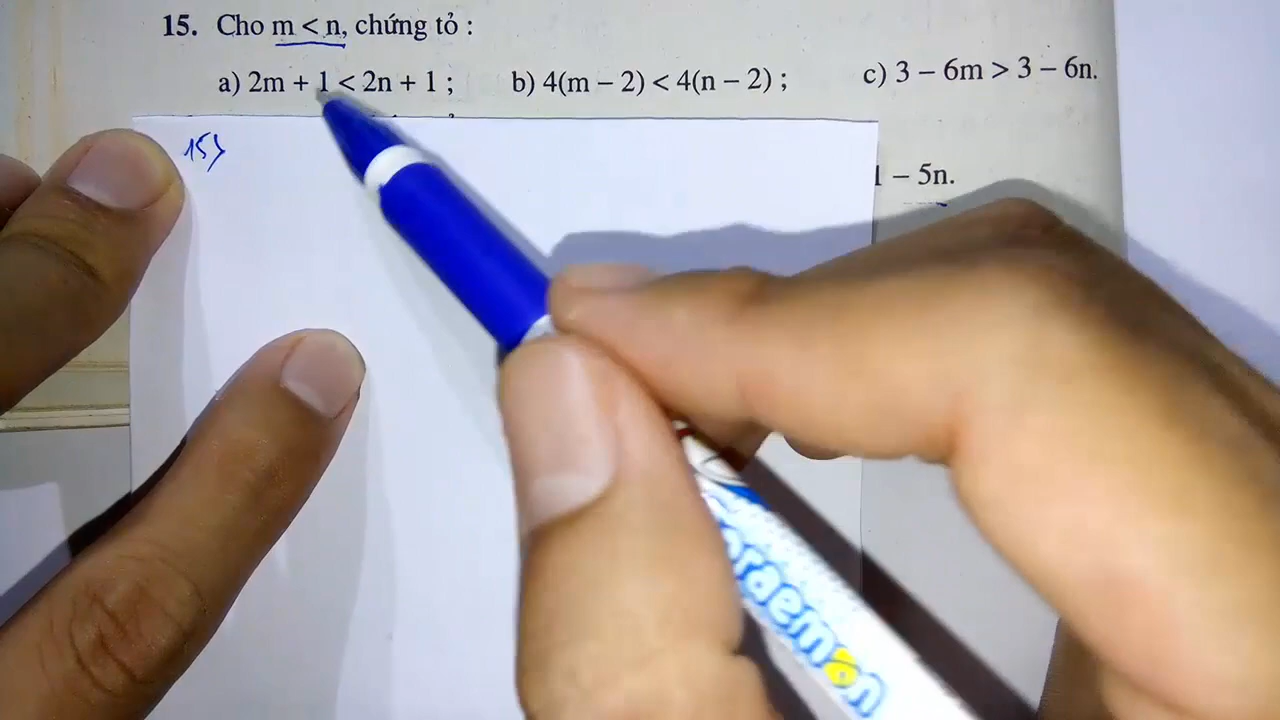 15. Cho m < n, chứng tỏ :
a) 2m + 1 < 2n + 1 ; b) 4(m – 2) < 4(n – 2) ; c) 3 – 6m > 3 – 6n.
15)
1 – 5n.
Doraemon